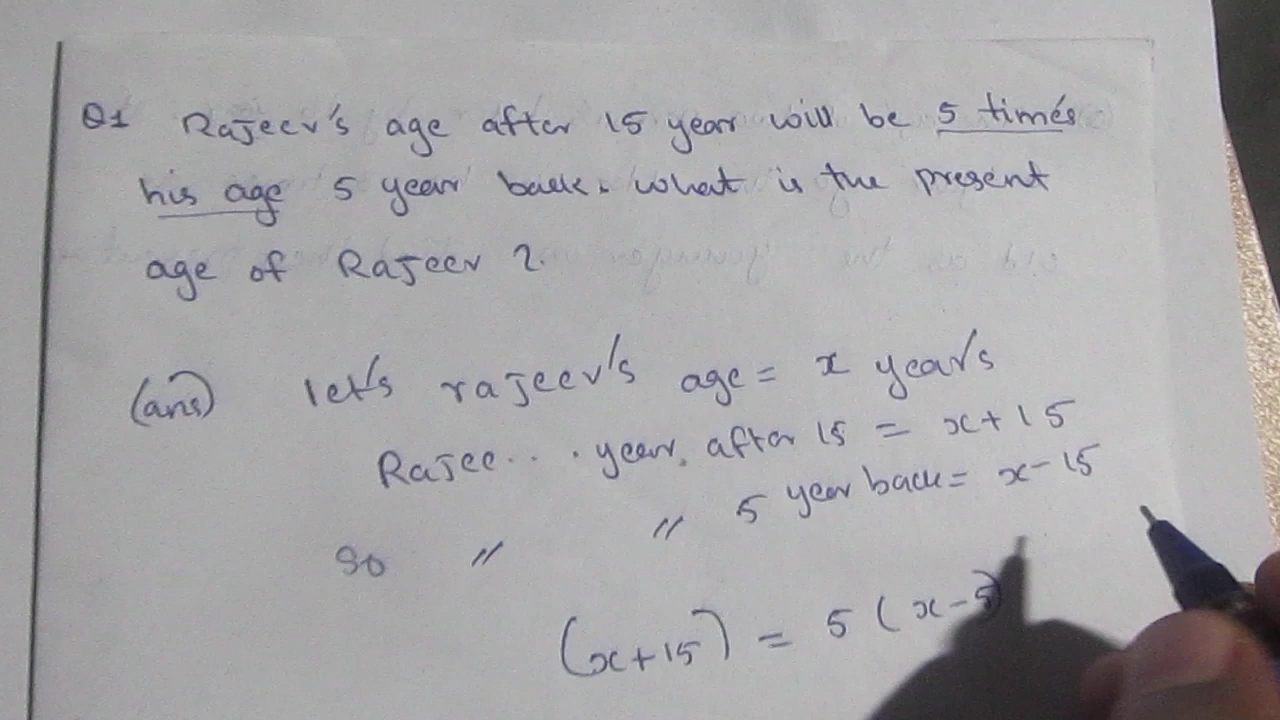 Q1 Rajeev's age after 15 year will be 5 times
his age 5 year back. what is the present
age of Rajeev ?
(ans) let's rajeev's age = x year's
Rajee... year. after 15 = x+15
so " " 5 year back = x-15
(x+15) = 5 (x-5)